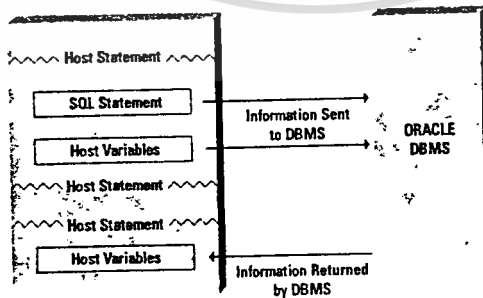 Host Statement
SQL Statement
Information Sent
to DBMS
ORACLE
DBMS
Host Variables
Host Statement
Host Statement
Host Variables
Information Returned
by DBMS